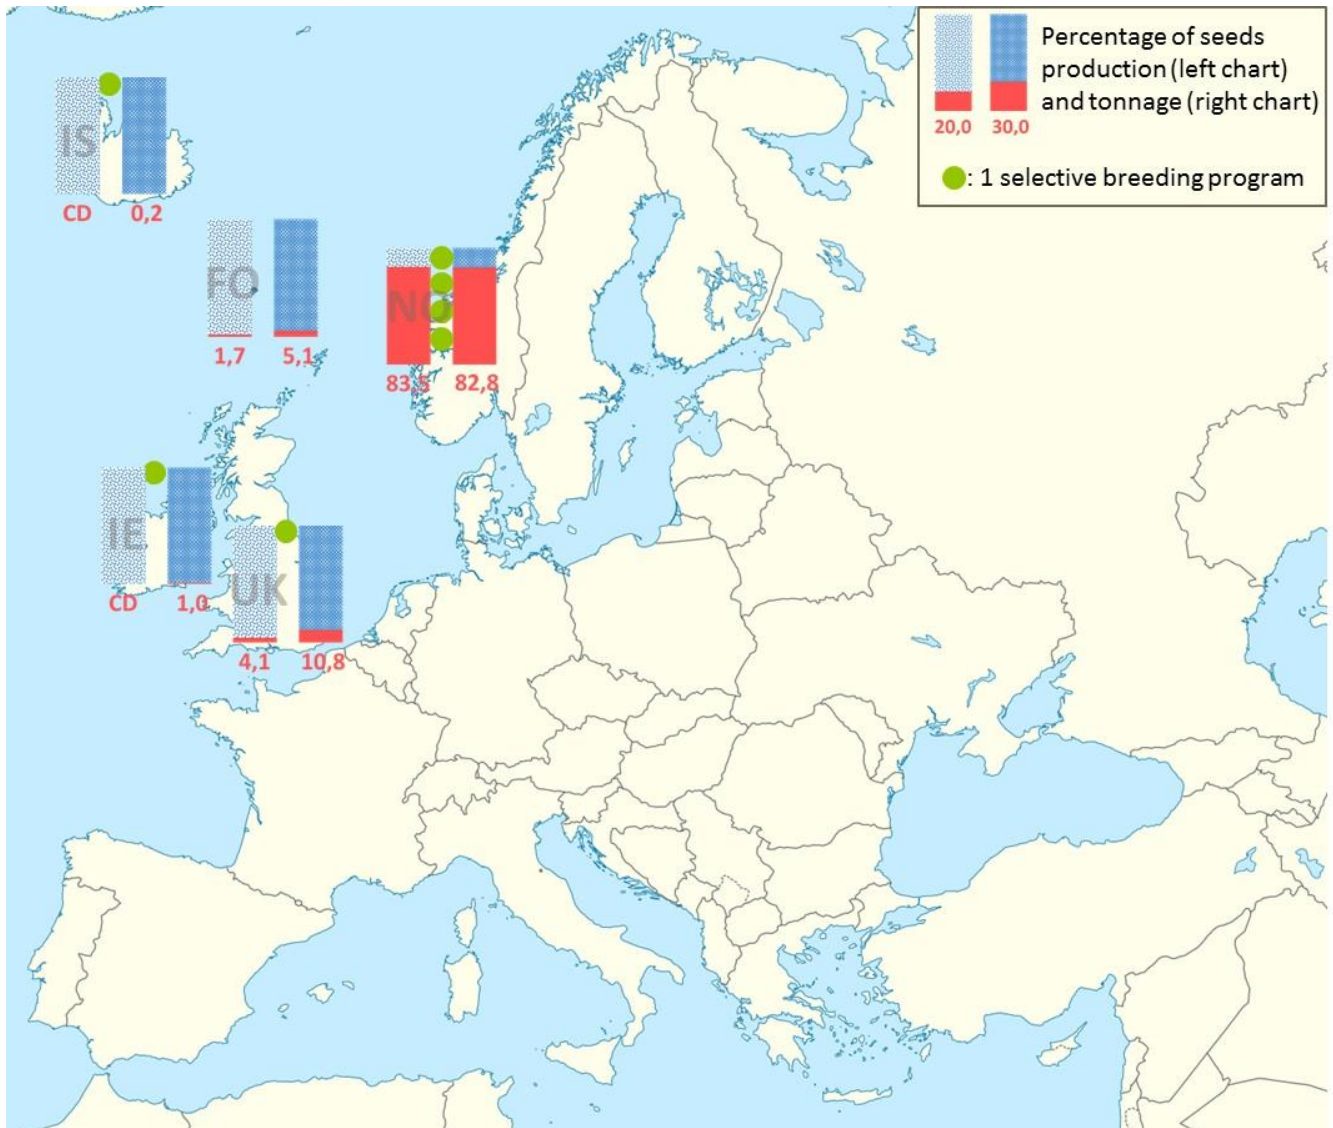 Percentage of seeds
production (left chart)
and tonnage (right chart)
20,0 30,0
: 1 selective breeding program
IS
CD 0,2
FO
1,7 5,1
NO
83,5 82,8
IE
CD 1,0
UK
4,1 10,8